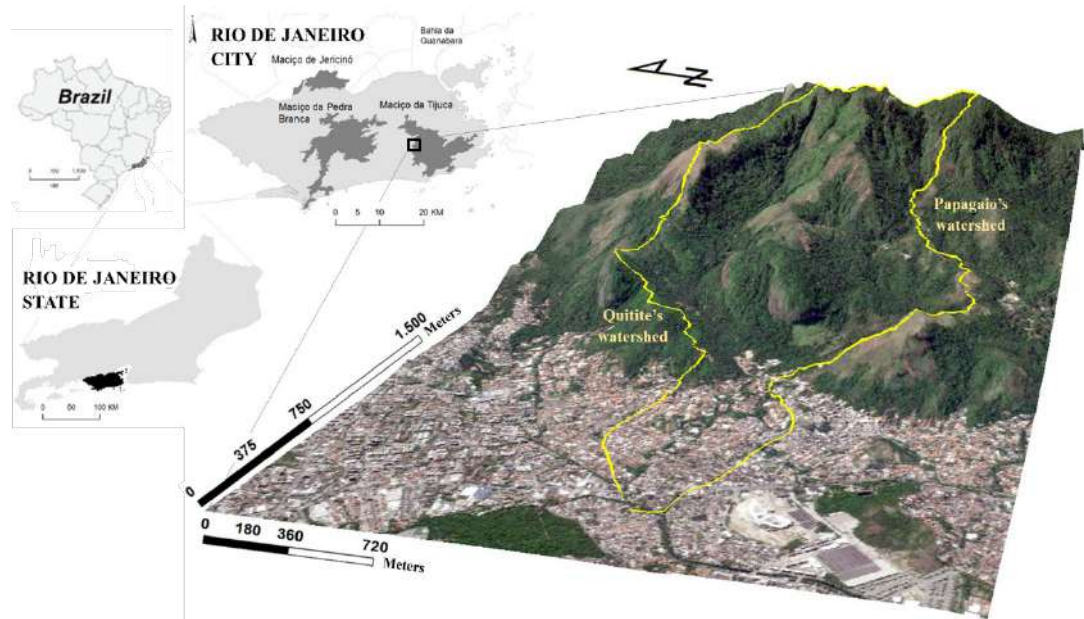 RIO DE JANEIRO
CITY
Bahia da
Guanabara
Maciço de Jericinó
Maciço da Pedra
Branca
Maciço da Tijuca
0 5 10 20 KM
Brazil
RIO DE JANEIRO
STATE
0 50 100 KM
N
Papagaio's
watershed
Quitite's
watershed
0 375 750 1.500
Meters
0 180 360 720
Meters